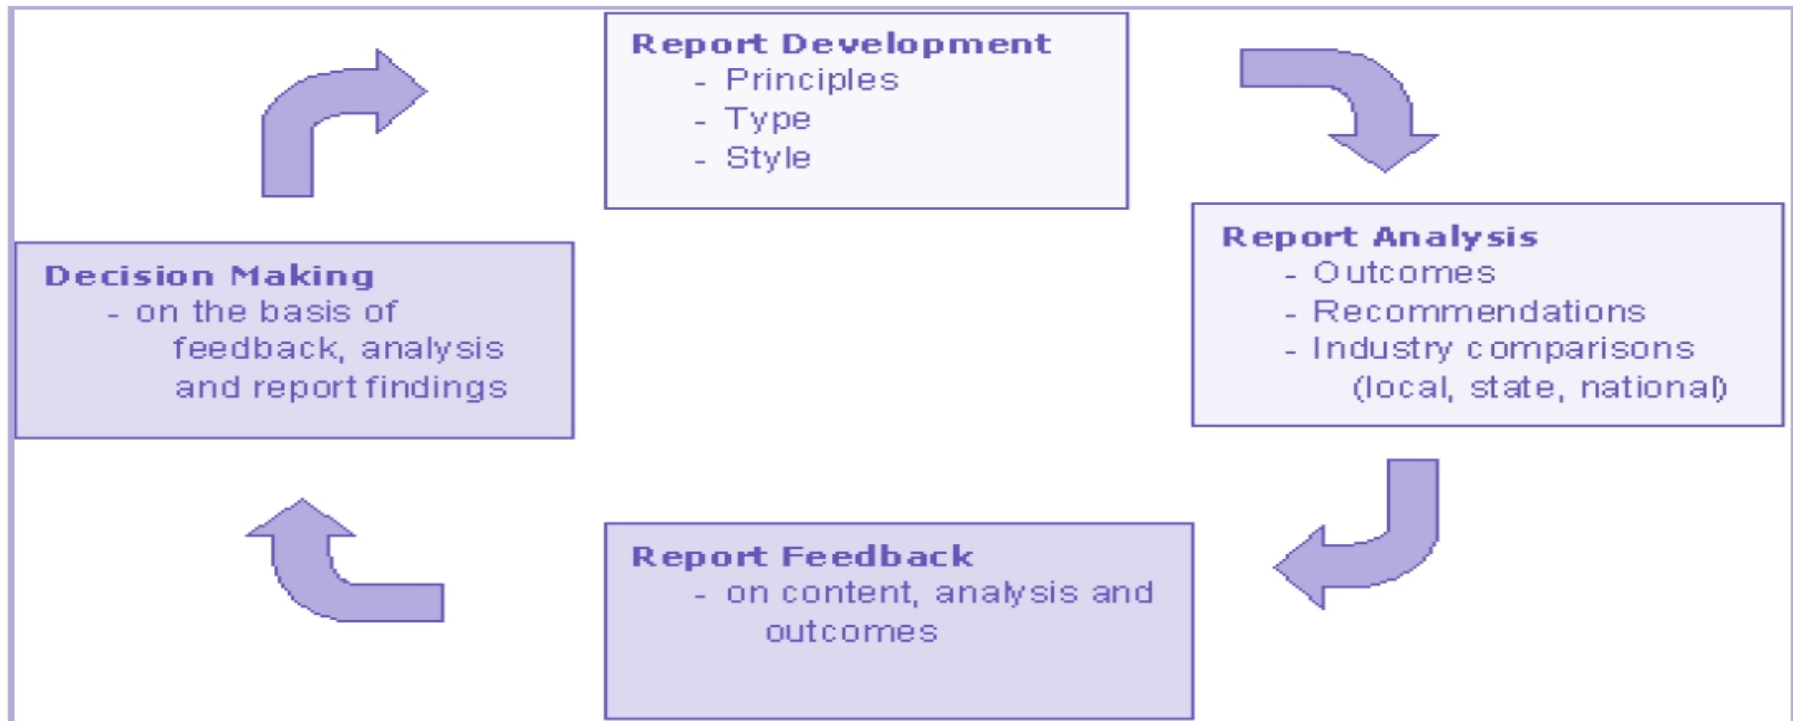 Report Development
- Principles
- Type
- Style
Report Analysis
- Outcomes
- Recommendations
- Industry comparisons
(local, state, national)
Decision Making
- on the basis of
feedback, analysis
and report findings
Report Feedback
- on content, analysis and
outcomes